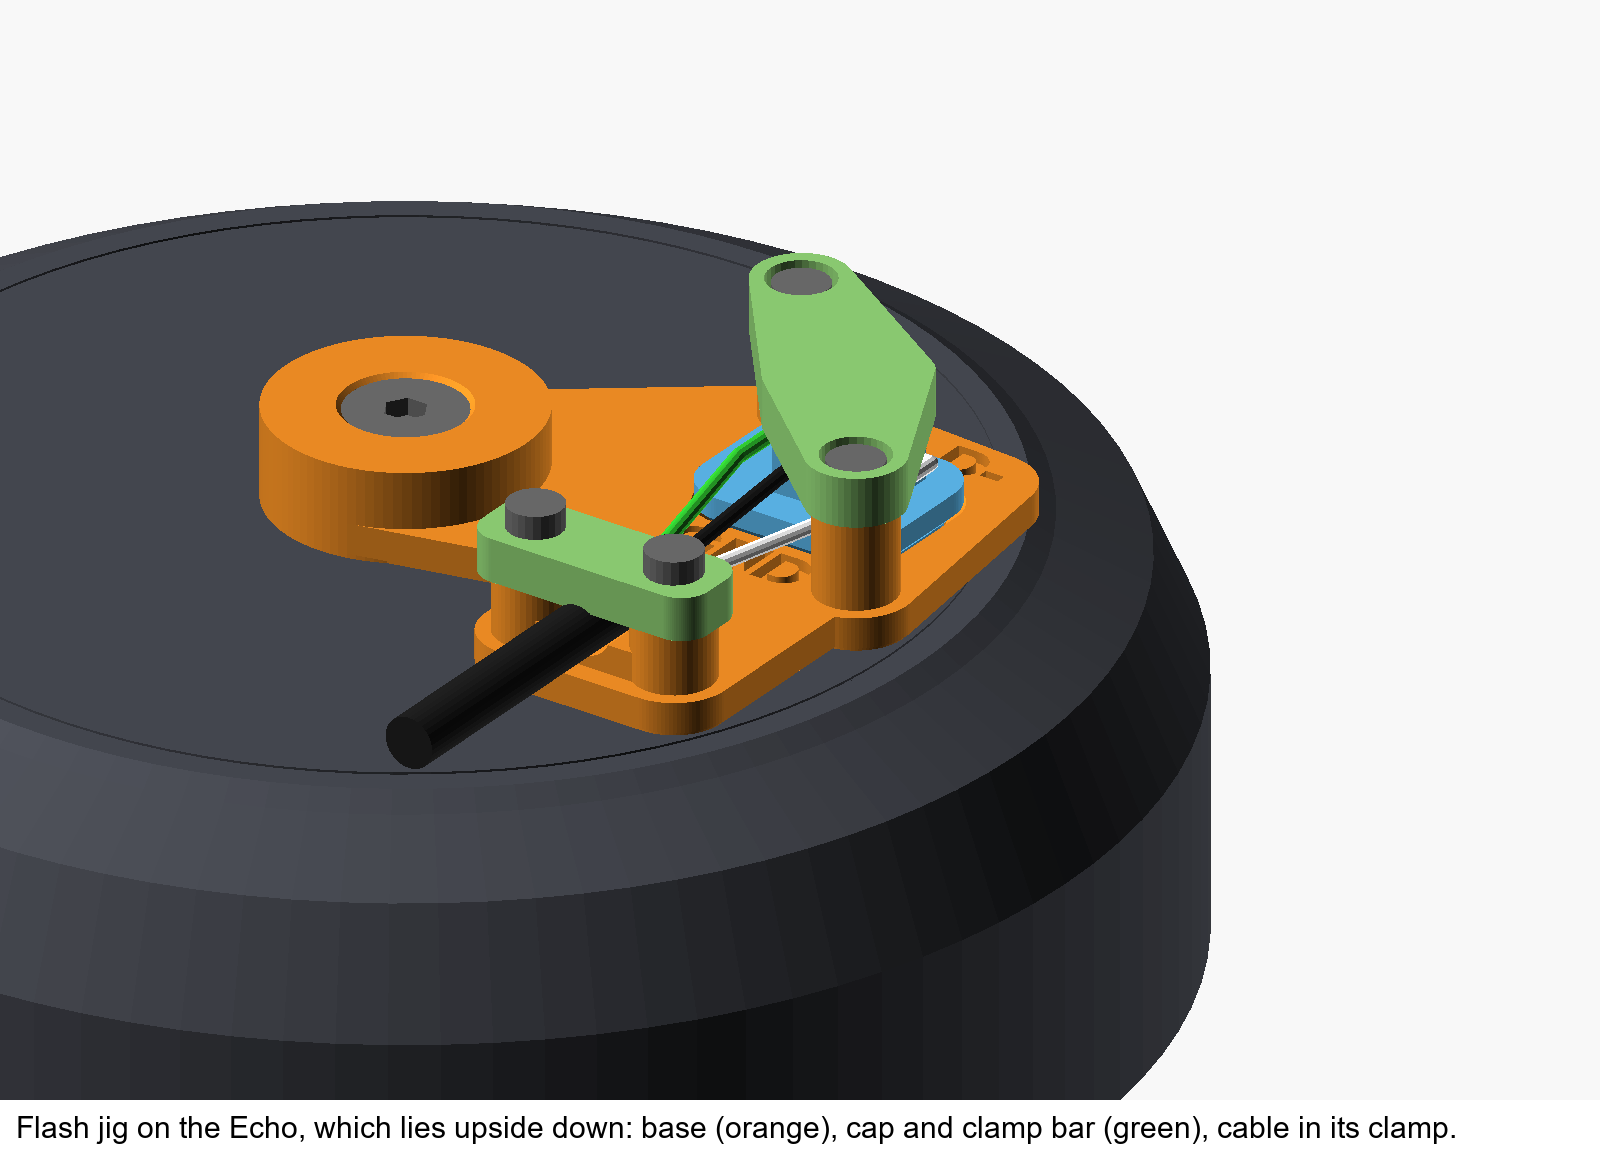 Flash jig on the Echo, which lies upside down: base (orange), cap and clamp bar (green), cable in its clamp.